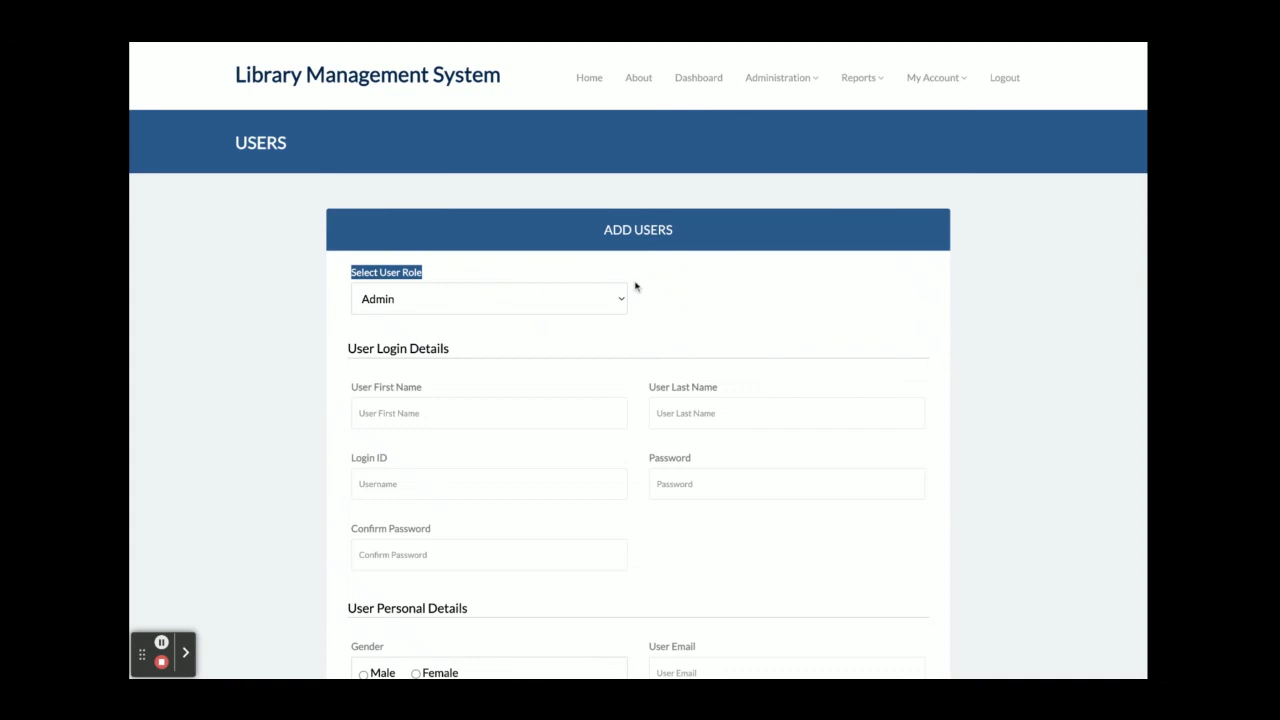 Library Management System
Home About Dashboard Administration Reports My Account Logout
USERS
ADD USERS
Select User Role
Admin
User Login Details
User First Name User Last Name
User First Name User Last Name
Login ID Password
Username Password
Confirm Password
Confirm Password
User Personal Details
Gender User Email
Male Female User Email